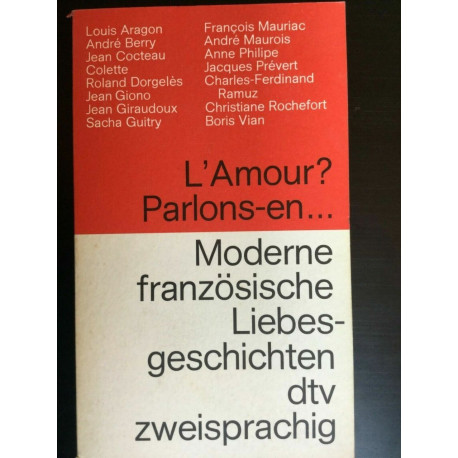 Louis Aragon
André Berry
Jean Cocteau
Colette
Roland Dorgelès
Jean Giono
Jean Giraudoux
Sacha Guitry
François Mauriac
André Maurois
Anne Philipe
Jacques Prévert
Charles-Ferdinand
Ramuz
Christiane Rochefort
Boris Vian
L'Amour?
Parlons-en...
Moderne
französische
Liebes-
geschichten
dtv
zweisprachig